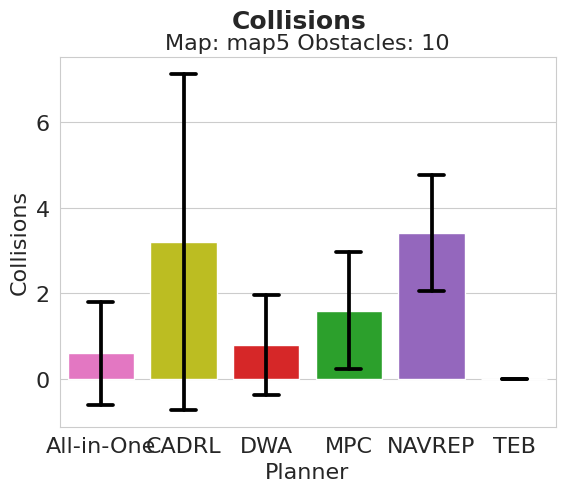 Collisions
Map: map5 Obstacles: 10
Collisions
6
4
2
0
All-in-One CADRL DWA MPC NAVREP TEB
Planner